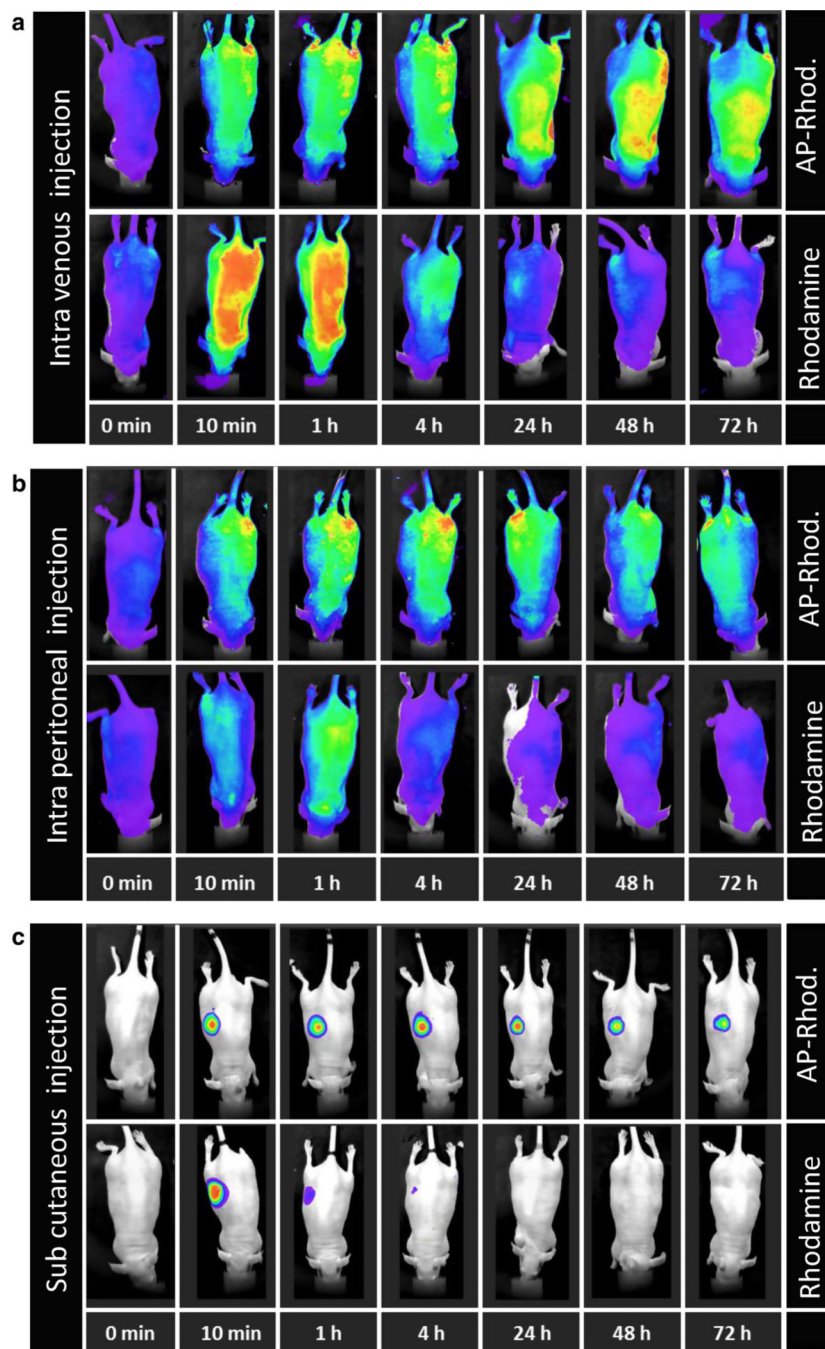 a
Intra venous injection
AP-Rhod.
Rhodamine
0 min 10 min 1 h 4 h 24 h 48 h 72 h
b
Intra peritoneal injection
AP-Rhod.
Rhodamine
0 min 10 min 1 h 4 h 24 h 48 h 72 h
c
Sub cutaneous injection
AP-Rhod.
Rhodamine
0 min 10 min 1 h 4 h 24 h 48 h 72 h